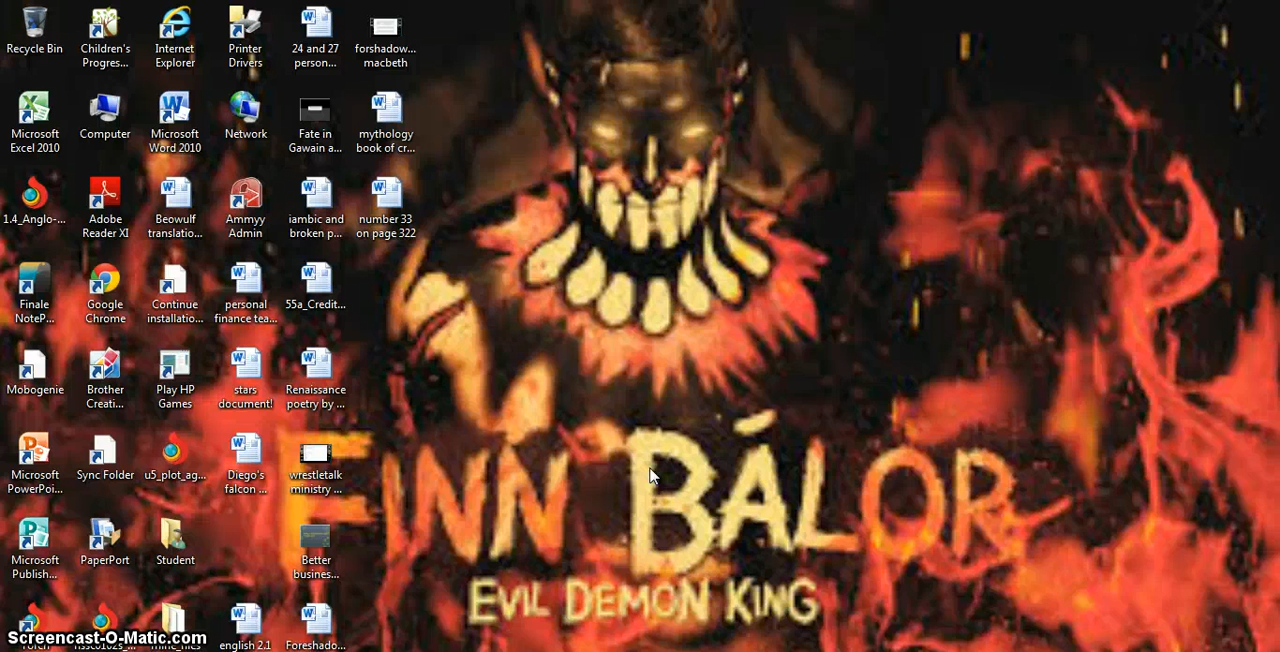 Recycle Bin
Children's
Progres...
Internet
Explorer
Printer
Drivers
24 and 27
person...
forshadow...
macbeth
Microsoft
Excel 2010
Computer
Microsoft
Word 2010
Network
Fate in
Gawain a...
mythology
book of cr...
1.4_Anglo-...
Adobe
Reader XI
Beowulf
translatio...
Ammyy
Admin
iambic and
broken p...
number 33
on page 322
Finale
NoteP...
Google
Chrome
Continue
installatio...
personal
finance tea...
55a_Credit...
Mobogenie
Brother
Creati...
Play HP
Games
stars
document!
Renaissance
poetry by ...
Microsoft
PowerPoi...
Sync Folder
u5_plot_ag...
Diego's
falcon ...
wrestletalk
ministry ...
Microsoft
Publish...
PaperPort
Student
Better
busines...
english 2.1
Foreshado...
FINN BÁLOR
EVIL DEMON KING
Screencast-O-Matic.com